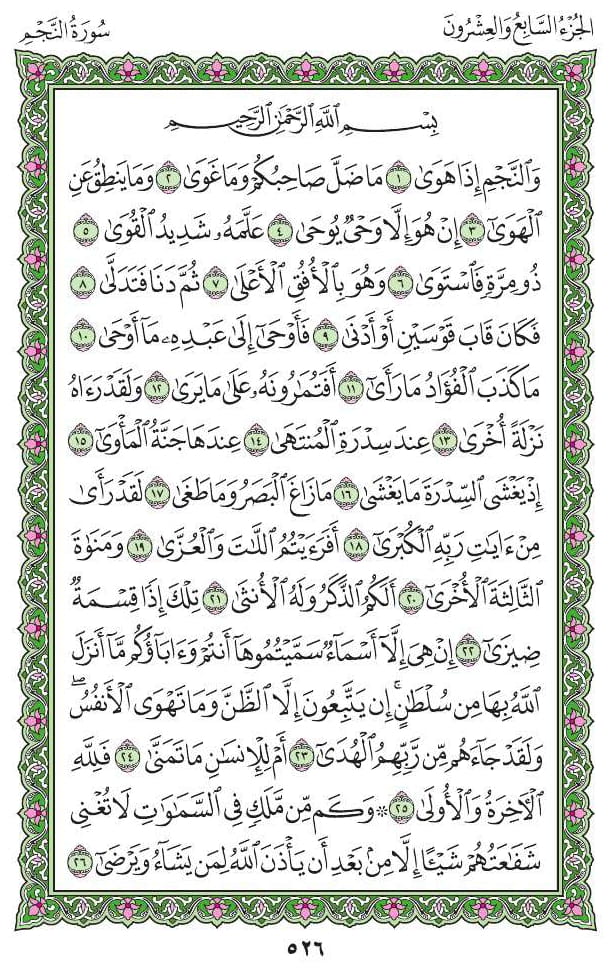 الجزء السابع والعشرون
سورة النجم
بِسْمِ ٱللَّهِ ٱلرَّحْمَٰنِ ٱلرَّحِيمِ
وَٱلنَّجْمِ إِذَا هَوَىٰ ١ مَا ضَلَّ صَاحِبُكُمْ وَمَا غَوَىٰ ٢ وَمَا يَنطِقُ عَنِ
ٱلْهَوَىٰٓ ٣ إِنْ هُوَ إِلَّا وَحْىٌ يُوحَىٰ ٤ عَلَّمَهُۥ شَدِيدُ ٱلْقُوَىٰ ٥
ذُو مِرَّةٍ فَٱسْتَوَىٰ ٦ وَهُوَ بِٱلْأُفُقِ ٱلْأَعْلَىٰ ٧ ثُمَّ دَنَا فَتَدَلَّىٰ ٨
فَكَانَ قَابَ قَوْسَيْنِ أَوْ أَدْنَىٰ ٩ فَأَوْحَىٰٓ إِلَىٰ عَبْدِهِۦ مَآ أَوْحَىٰ ١٠
مَا كَذَبَ ٱلْفُؤَادُ مَا رَأَىٰٓ ١١ أَفَتُمَٰرُونَهُۥ عَلَىٰ مَا يَرَىٰ ١٢ وَلَقَدْ رَءَاهُ
نَزْلَةً أُخْرَىٰ ١٣ عِندَ سِدْرَةِ ٱلْمُنتَهَىٰ ١٤ عِندَهَا جَنَّةُ ٱلْمَأْوَىٰٓ ١٥
إِذْ يَغْشَى ٱلسِّدْرَةَ مَا يَغْشَىٰ ١٦ مَا زَاغَ ٱلْبَصَرُ وَمَا طَغَىٰ ١٧ لَقَدْ رَأَىٰ
مِنْ ءَايَٰتِ رَبِّهِ ٱلْكُبْرَىٰٓ ١٨ أَفَرَءَيْتُمُ ٱللَّٰتَ وَٱلْعُزَّىٰ ١٩ وَمَنَوٰةَ
ٱلثَّالِثَةَ ٱلْأُخْرَىٰٓ ٢٠ أَلَكُمُ ٱلذَّكَرُ وَلَهُ ٱلْأُنثَىٰ ٢١ تِلْكَ إِذًا قِسْمَةٌ
ضِيزَىٰٓ ٢٢ إِنْ هِىَ إِلَّآ أَسْمَآءٌ سَمَّيْتُمُوهَآ أَنتُمْ وَءَابَآؤُكُم مَّآ أَنزَلَ
ٱللَّهُ بِهَا مِن سُلْطَٰنٍ ۚ إِن يَتَّبِعُونَ إِلَّا ٱلظَّنَّ وَمَا تَهْوَى ٱلْأَنفُسُ ۖ
وَلَقَدْ جَآءَهُم مِّن رَّبِّهِمُ ٱلْهُدَىٰٓ ٢٣ أَمْ لِلْإِنسَٰنِ مَا تَمَنَّىٰ ٢٤ فَلِلَّهِ
ٱلْءَاخِرَةُ وَٱلْأُولَىٰ ٢٥ ۞ وَكَم مِّن مَّلَكٍ فِى ٱلسَّمَٰوَٰتِ لَا تُغْنِى
شَفَٰعَتُهُمْ شَيْـًٔا إِلَّا مِنۢ بَعْدِ أَن يَأْذَنَ ٱللَّهُ لِمَن يَشَآءُ وَيَرْضَىٰٓ ٢٦
٥٢٦